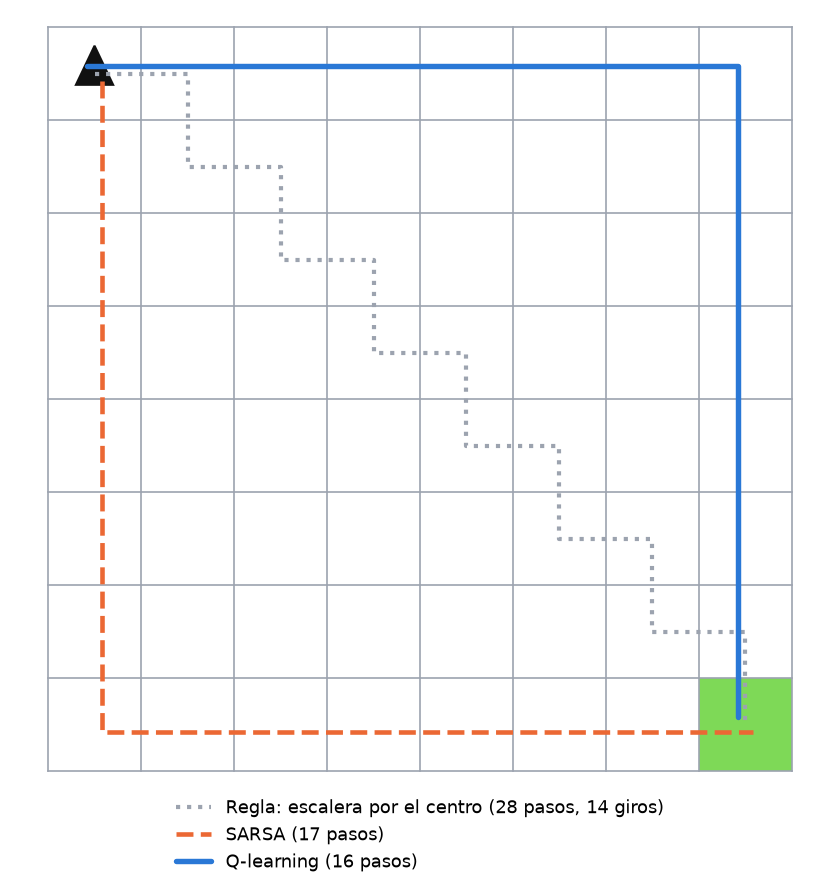 Regla: escalera por el centro (28 pasos, 14 giros)
SARSA (17 pasos)
Q-learning (16 pasos)